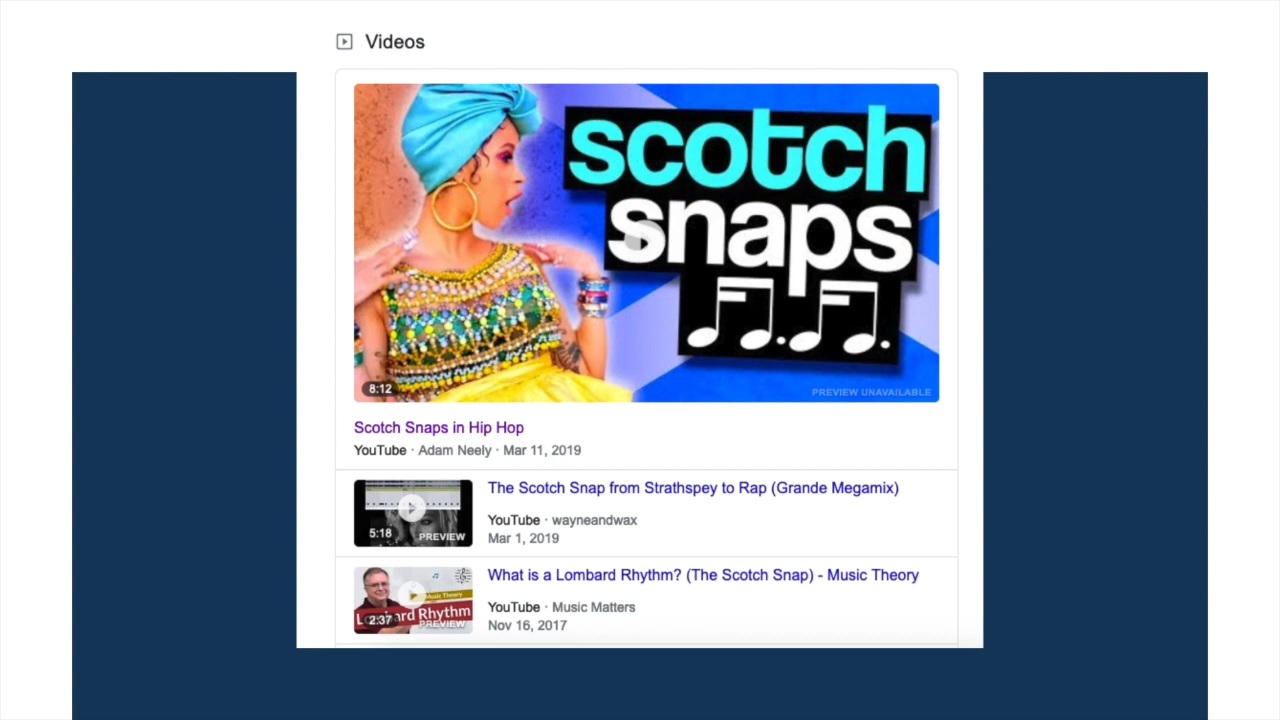 Videos
scotch
snaps
8:12
PREVIEW UNAVAILABLE
Scotch Snaps in Hip Hop
YouTube · Adam Neely · Mar 11, 2019
The Scotch Snap from Strathspey to Rap (Grande Megamix)
5:18
PREVIEW
YouTube · wayneandwax
Mar 1, 2019
What is a Lombard Rhythm? (The Scotch Snap) - Music Theory
Music Theory
Lombard Rhythm
2:37
PREVIEW
YouTube · Music Matters
Nov 16, 2017